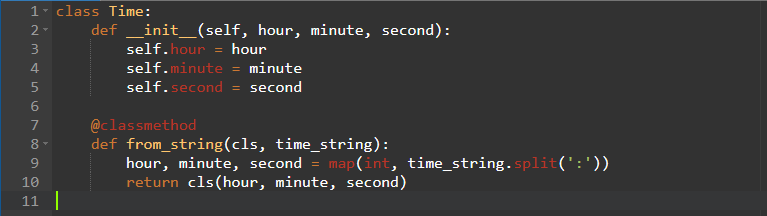 1 class Time:
2     def __init__(self, hour, minute, second):
3         self.hour = hour
4         self.minute = minute
5         self.second = second
6
7     @classmethod
8     def from_string(cls, time_string):
9         hour, minute, second = map(int, time_string.split(':'))
10         return cls(hour, minute, second)
11